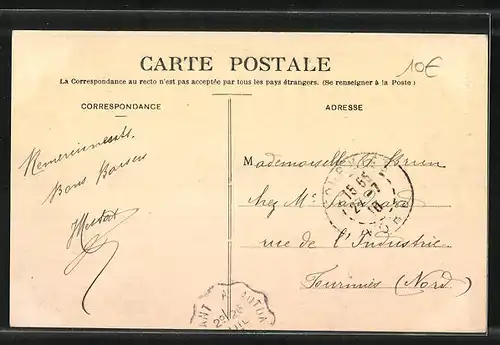 CARTE POSTALE
10€
La Correspondance au recto n'est pas acceptée par tous les pays étrangers. (Se renseigner à la Poste)
CORRESPONDANCE
ADRESSE
Remerciements.
Bons Baisers
Mademoiselle
chez Mr
rue de l'Industrie
Fourmies (Nord)